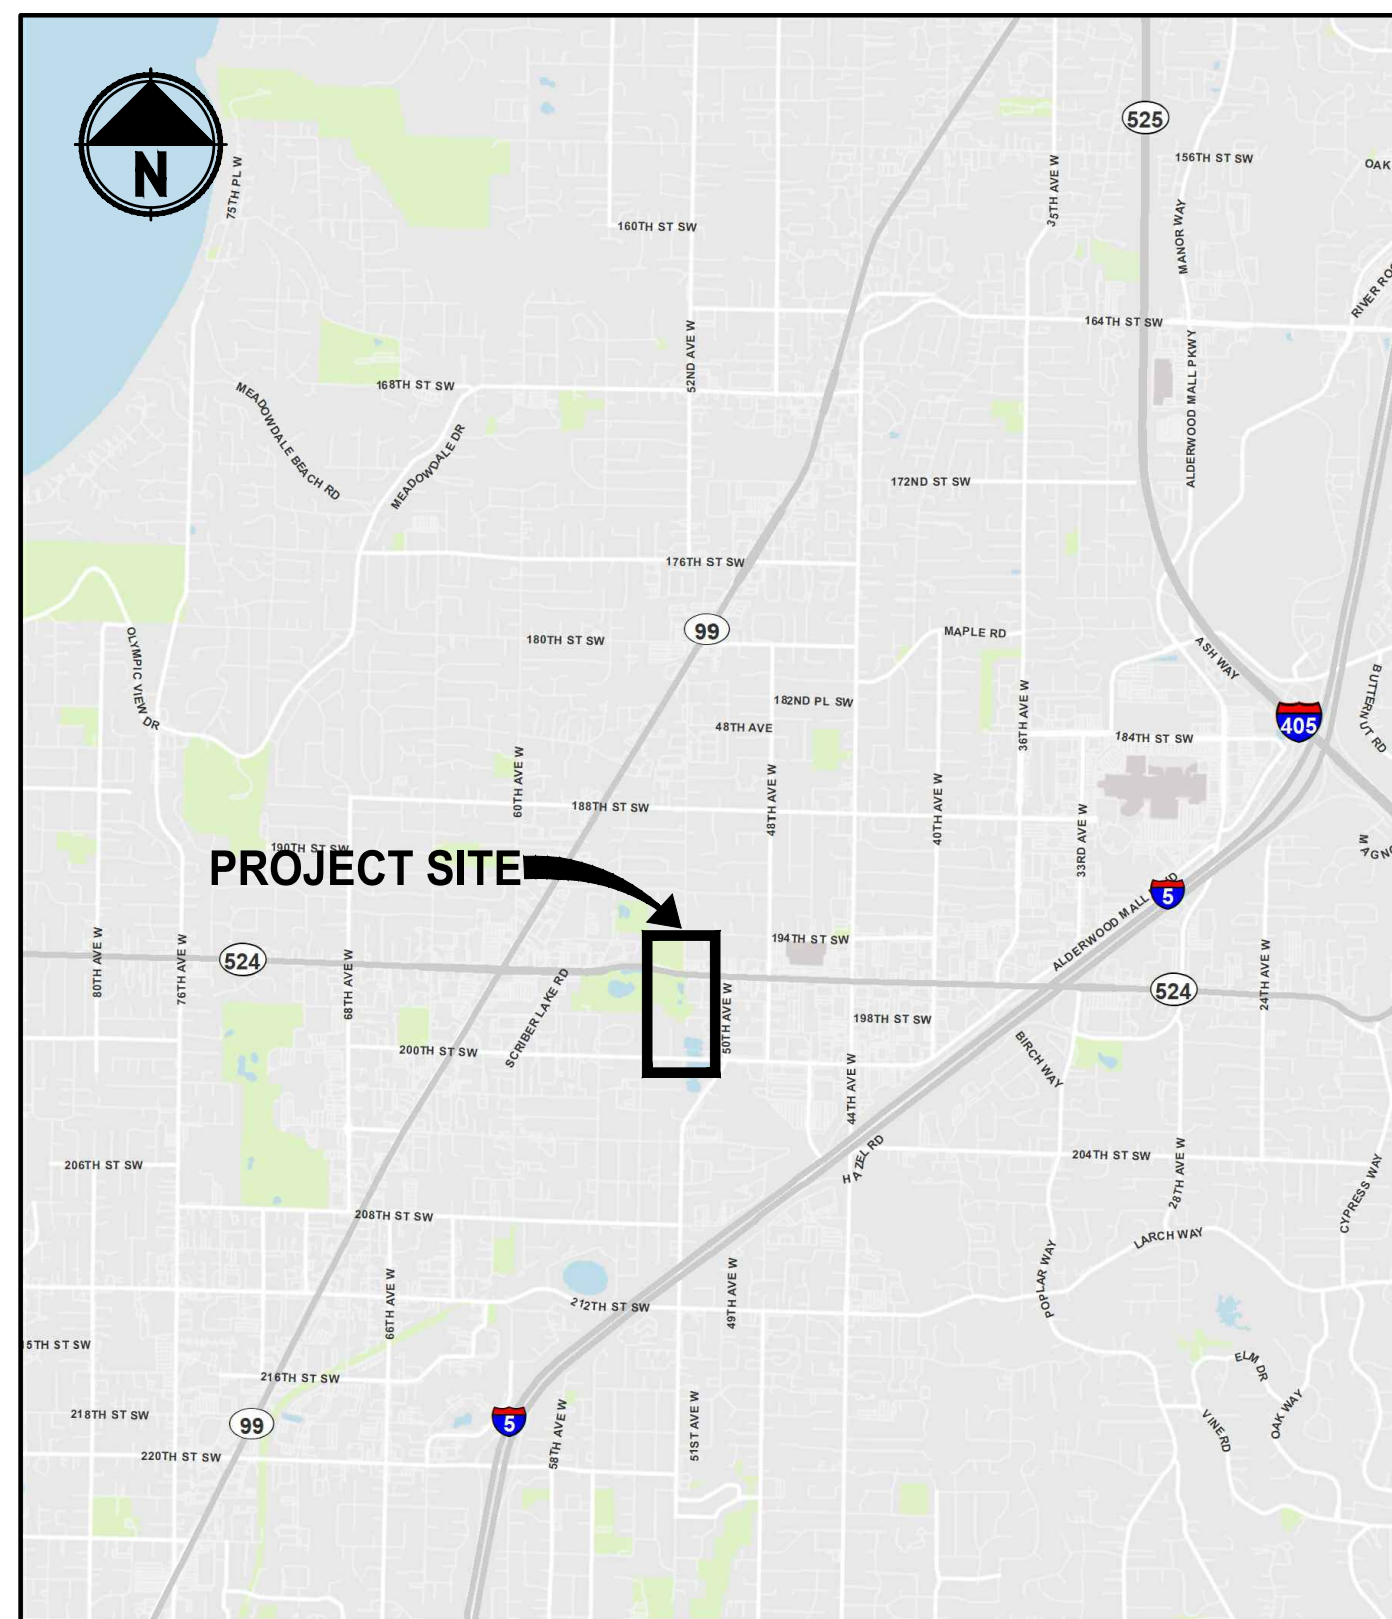 525
156TH ST SW
OAK
N
75TH PL W
35TH AVE W
MANOR WAY
160TH ST SW
RIVER ROC
164TH ST SW
52ND AVE W
ALDERWOOD MALL PKWY
168TH ST SW
MEADOWDALE BEACH RD
MEADOWDALE DR
172ND ST SW
176TH ST SW
99
180TH ST SW
MAPLE RD
OLYMPIC VIEW DR
ASH WAY
BUTTERNUT RD
182ND PL SW
36TH AVE W
48TH AVE
405
184TH ST SW
60TH AVE W
48TH AVE W
188TH ST SW
40TH AVE W
33RD AVE W
190TH ST SW
MAGNO
PROJECT SITE
5
ALDERWOOD MALL
80TH AVE W
76TH AVE W
524
68TH AVE W
194TH ST SW
24TH AVE W
524
SCRIBER LAKE RD
50TH AVE W
198TH ST SW
200TH ST SW
BIRCH WAY
44TH AVE W
206TH ST SW
HAZEL RD
204TH ST SW
28TH AVE W
CYPRESS WAY
208TH ST SW
LARCH WAY
POPLAR WAY
66TH AVE W
49TH AVE W
212TH ST SW
5TH ST SW
216TH ST SW
ELM DR
218TH ST SW
99
5
58TH AVE W
51ST AVE W
VINE RD
OAK WAY
220TH ST SW